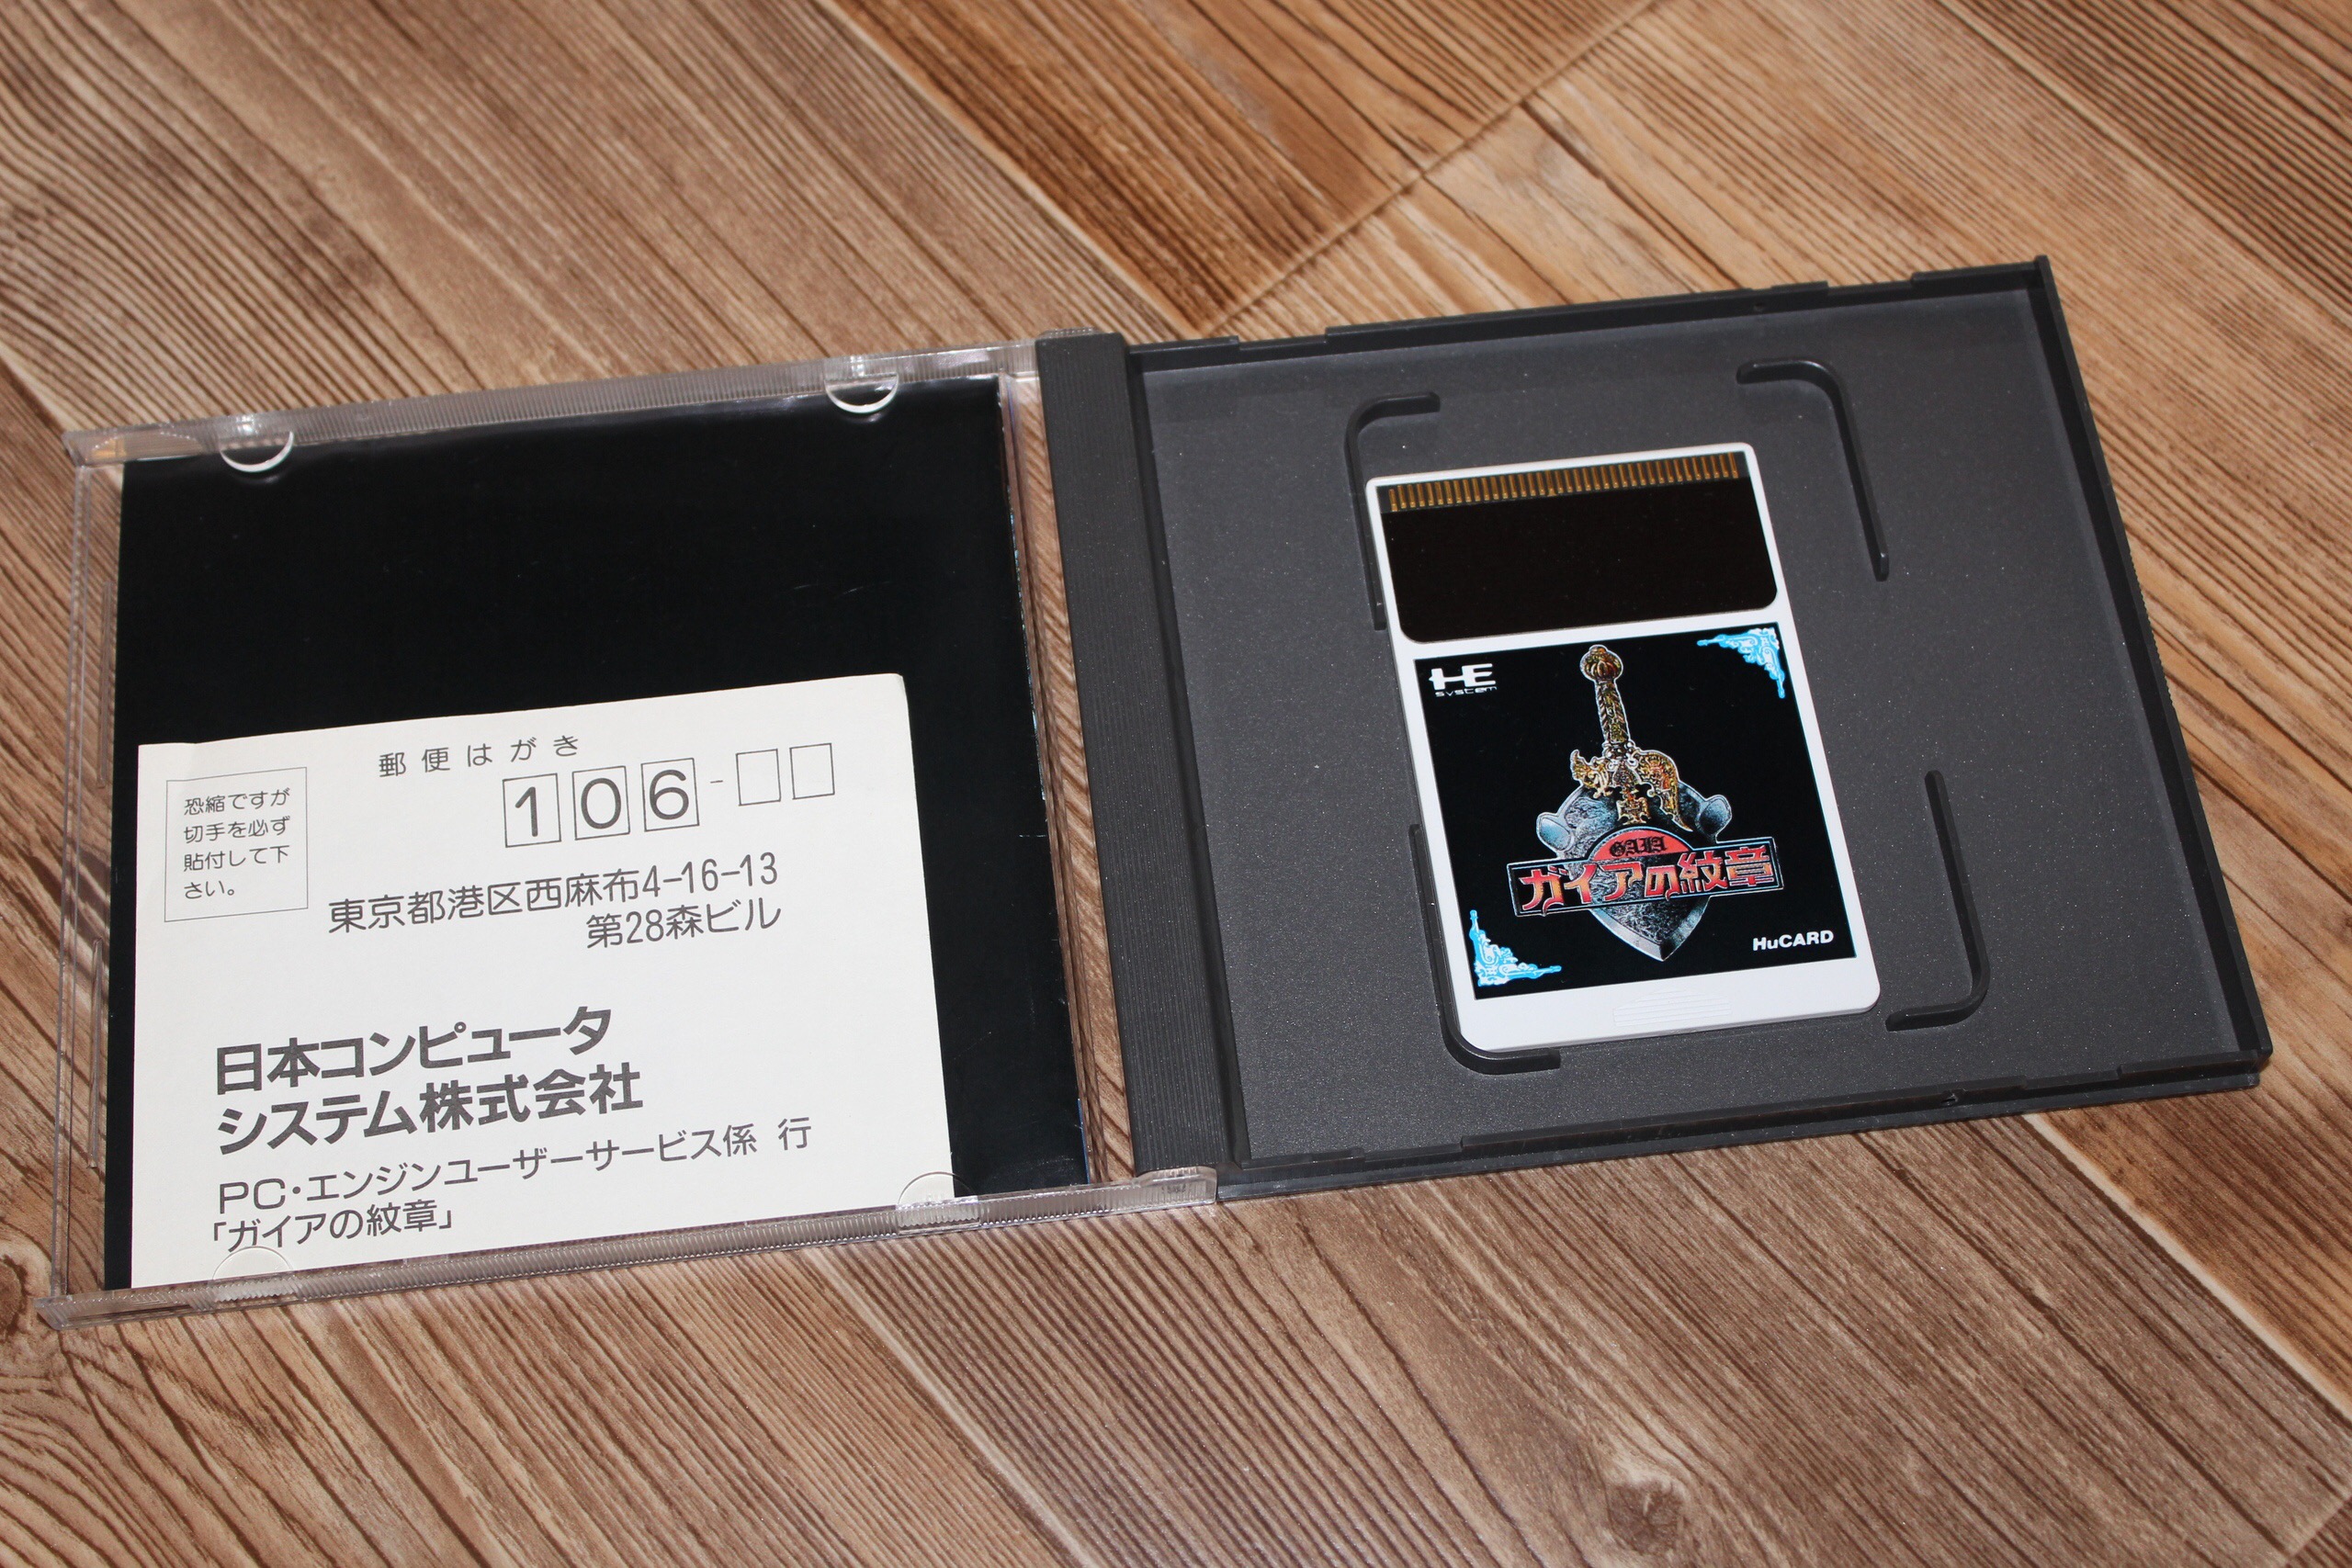 郵便はがき
恐縮ですが
切手を必ず
貼付して下
さい。
106-
東京都港区西麻布4-16-13
第28森ビル
日本コンピュータ
システム株式会社
PC・エンジンユーザーサービス係 行
「ガイアの紋章」
HE
system
GAIA
ガイアの紋章
HuCARD